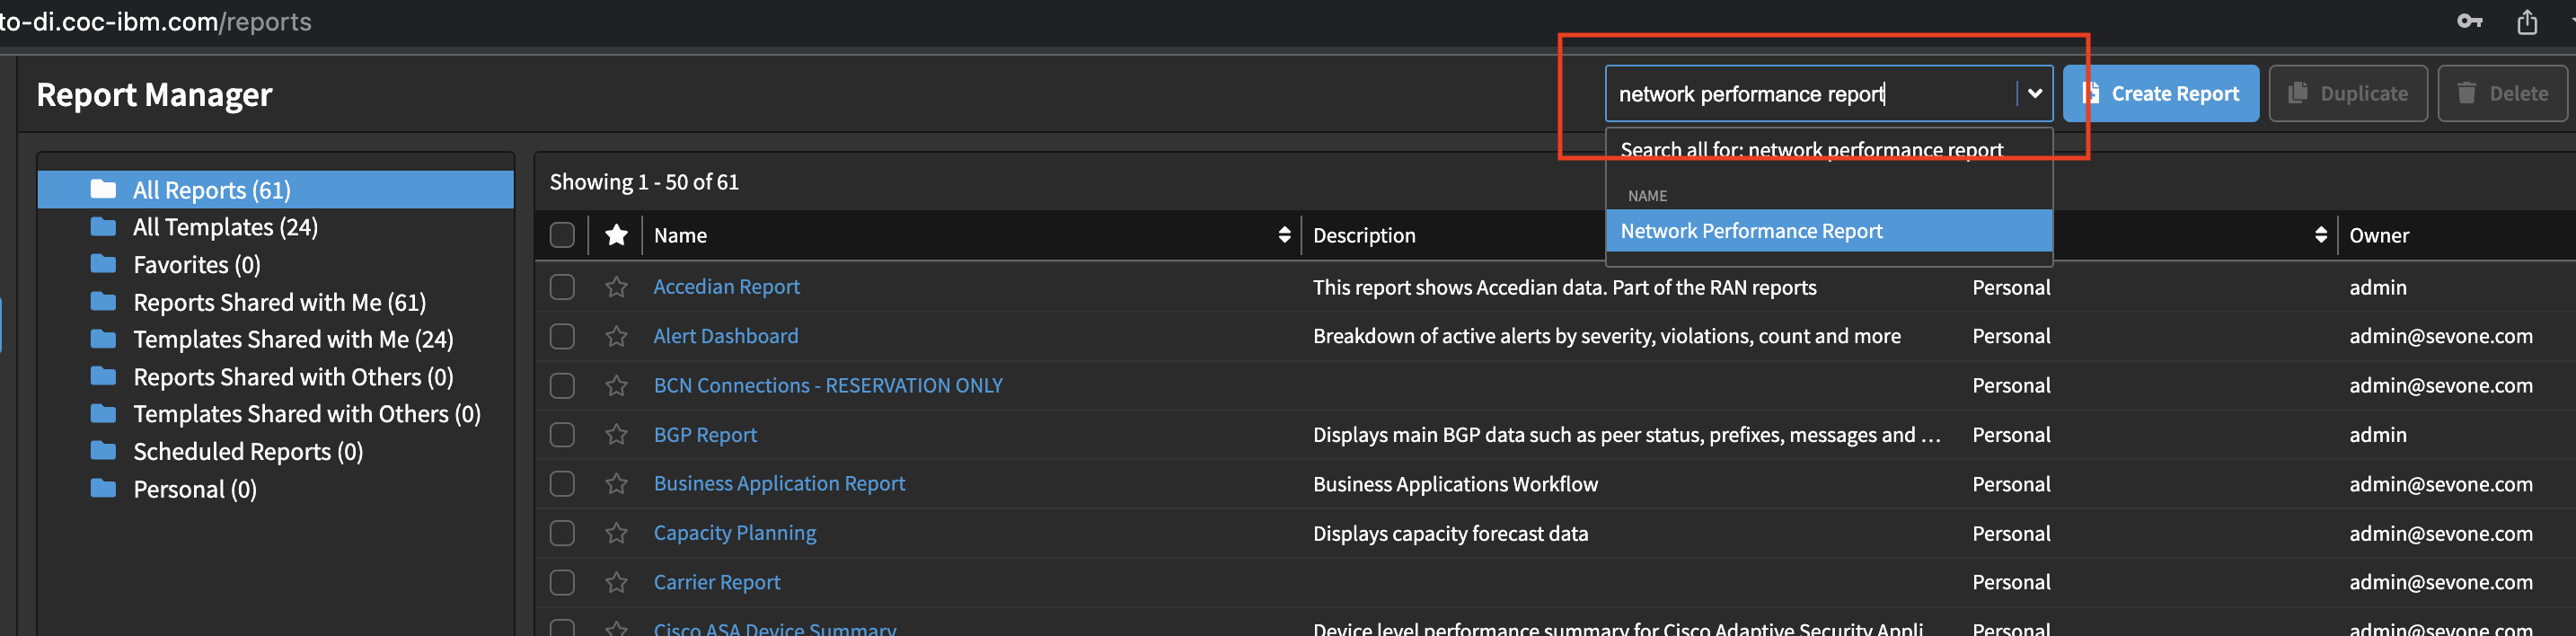 to-di.coc-ibm.com/reports
Report Manager
network performance report
Create Report
Duplicate
Delete
Search all for: network performance report
NAME
Network Performance Report
All Reports (61)
All Templates (24)
Favorites (0)
Reports Shared with Me (61)
Templates Shared with Me (24)
Reports Shared with Others (0)
Templates Shared with Others (0)
Scheduled Reports (0)
Personal (0)
Showing 1 - 50 of 61
Name Description Owner
Accedian Report This report shows Accedian data. Part of the RAN reports Personal admin
Alert Dashboard Breakdown of active alerts by severity, violations, count and more Personal admin@sevone.com
BCN Connections - RESERVATION ONLY Personal admin@sevone.com
BGP Report Displays main BGP data such as peer status, prefixes, messages and ... Personal admin
Business Application Report Business Applications Workflow Personal admin@sevone.com
Capacity Planning Displays capacity forecast data Personal admin@sevone.com
Carrier Report Personal admin@sevone.com
Cisco ASA Device Summary Device level performance summary for Cisco Adaptive Security Appli Personal admin@sevone.com